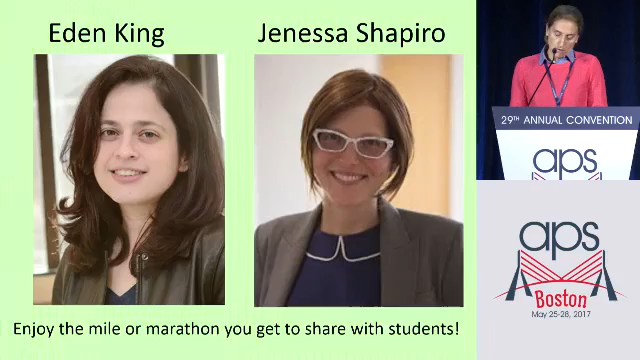 Eden King
Jenessa Shapiro
Enjoy the mile or marathon you get to share with students!
29TH ANNUAL CONVENTION
aps
aps
Boston
May 25-28, 2017